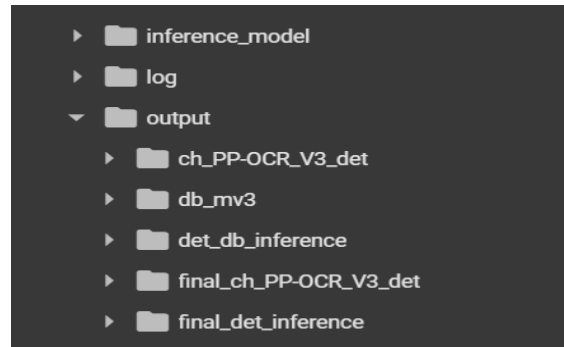 inference_model
log
output
ch_PP-OCR_V3_det
db_mv3
det_db_inference
final_ch_PP-OCR_V3_det
final_det_inference